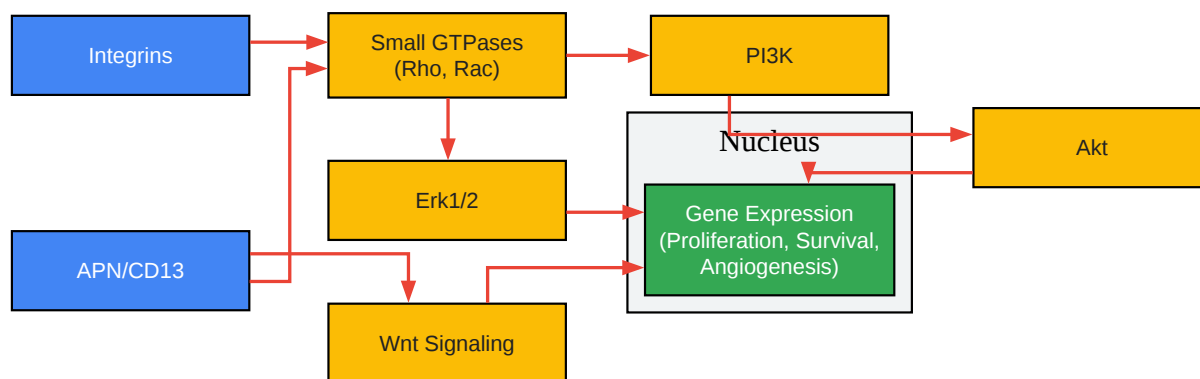 Integrins
Small GTPases
(Rho, Rac)
PI3K
Nucleus
Akt
Erk1/2
Gene Expression
(Proliferation, Survival,
Angiogenesis)
APN/CD13
Wnt Signaling